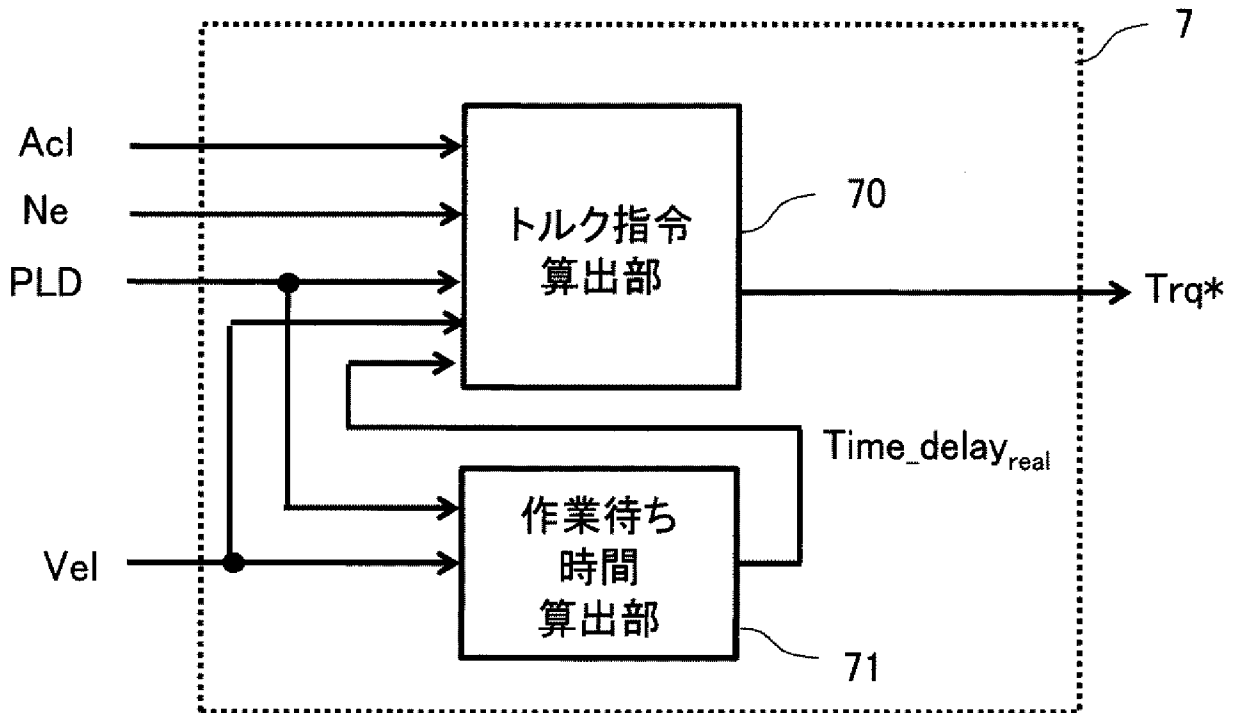 7
Acl
Ne
PLD
Vel
トルク指令
算出部
70
Trq*
Time_delay_real
作業待ち
時間
算出部
71